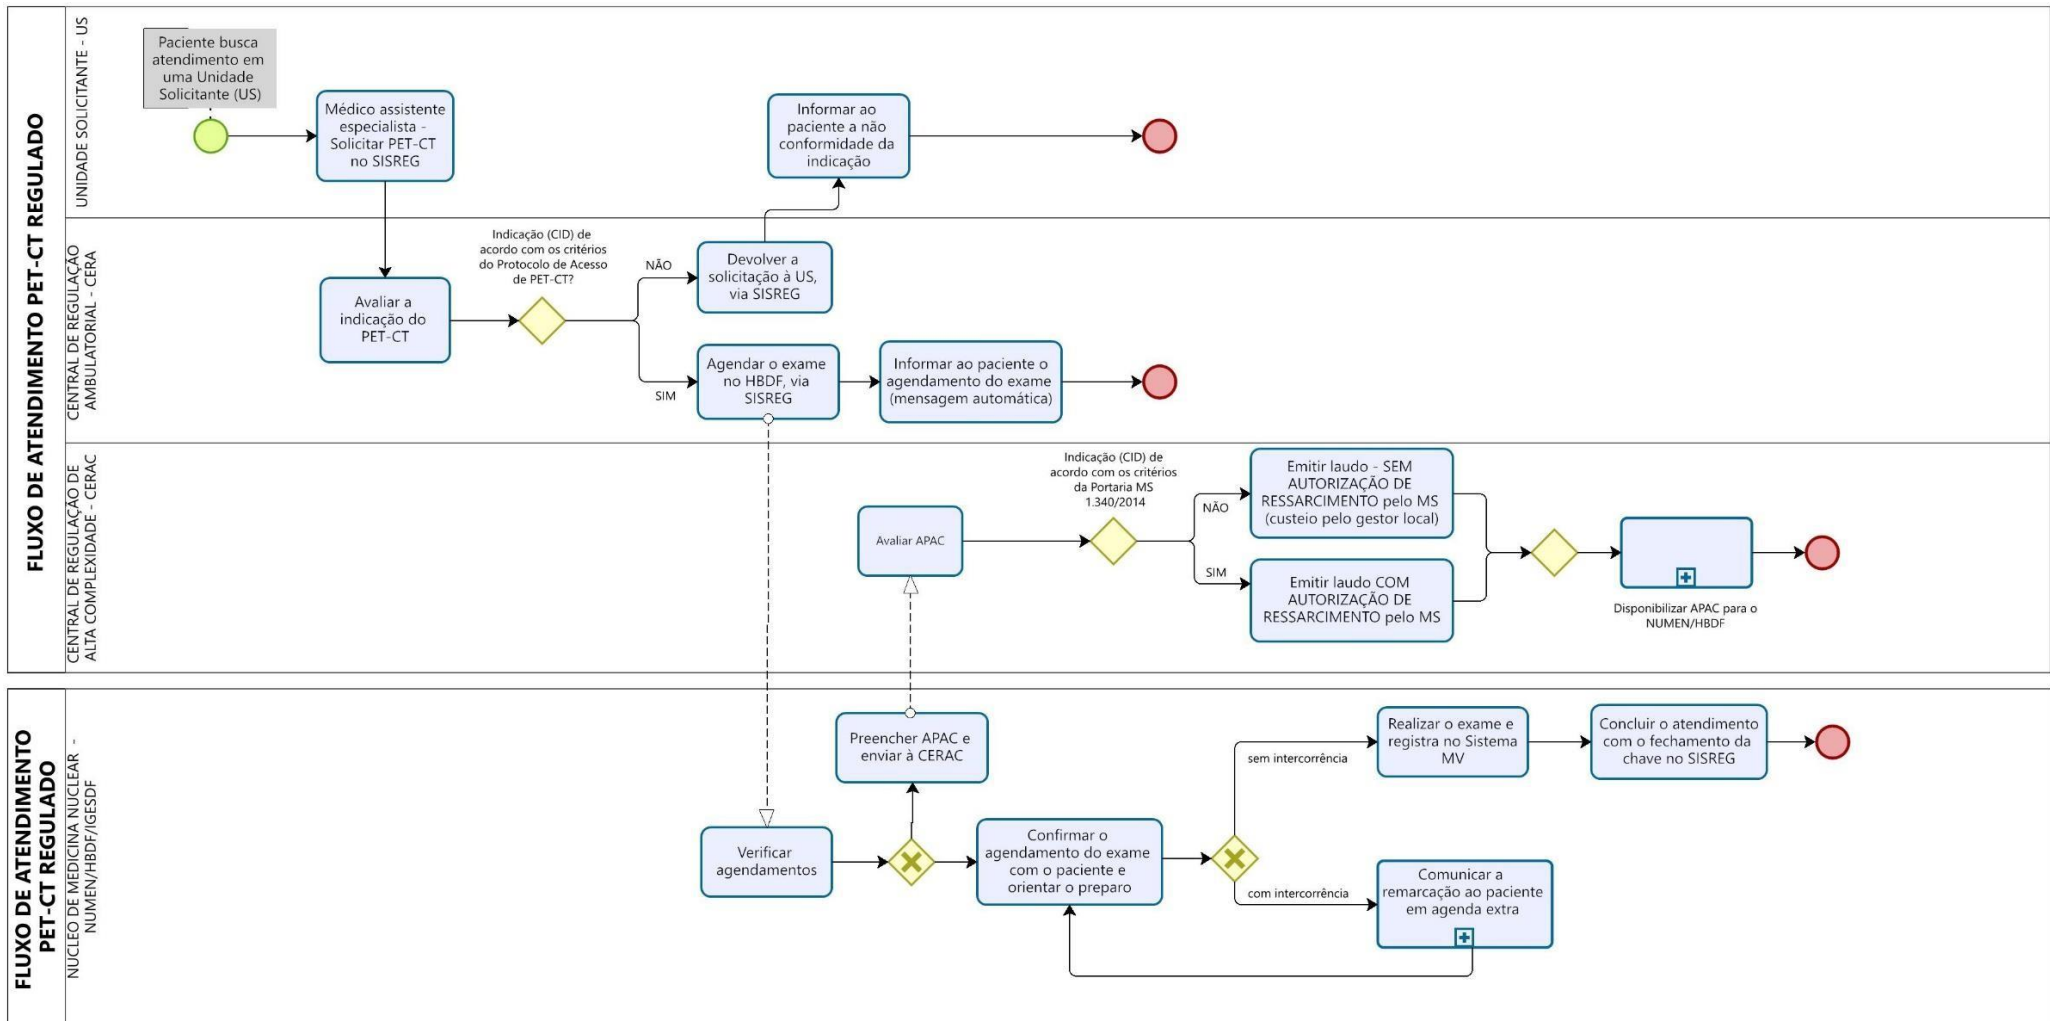 FLUXO DE ATENDIMENTO PET-CT REGULADO
UNIDADE SOLICITANTE - US
Paciente busca
atendimento em
uma Unidade
Solicitante (US)
Médico assistente
especialista -
Solicitar PET-CT
no SISREG
Informar ao
paciente a não
conformidade da
indicação
CENTRAL DE REGULAÇÃO
AMBULATORIAL - CERA
Avaliar a
indicação do
PET-CT
Indicação (CID) de
acordo com os critérios
do Protocolo de Acesso
de PET-CT?
NÃO
Devolver a
solicitação à US,
via SISREG
SIM
Agendar o exame
no HBDF, via
SISREG
Informar ao paciente o
agendamento do exame
(mensagem automática)
CENTRAL DE REGULAÇÃO DE
ALTA COMPLEXIDADE - CERAC
Avaliar APAC
Indicação (CID) de
acordo com os critérios
da Portaria MS
1.340/2014
NÃO
Emitir laudo - SEM
AUTORIZAÇÃO DE
RESSARCIMENTO pelo MS
(custeio pelo gestor local)
SIM
Emitir laudo COM
AUTORIZAÇÃO DE
RESSARCIMENTO pelo MS
Disponibilizar APAC para o
NUMEN/HBDF
FLUXO DE ATENDIMENTO
PET-CT REGULADO
NUCLEO DE MEDICINA NUCLEAR -
NUMEN/HBDF/IGESDF
Verificar
agendamentos
Preencher APAC e
enviar à CERAC
Confirmar o
agendamento do exame
com o paciente e
orientar o preparo
sem intercorrência
Realizar o exame e
registra no Sistema
MV
Concluir o atendimento
com o fechamento da
chave no SISREG
com intercorrência
Comunicar a
remarcação ao paciente
em agenda extra